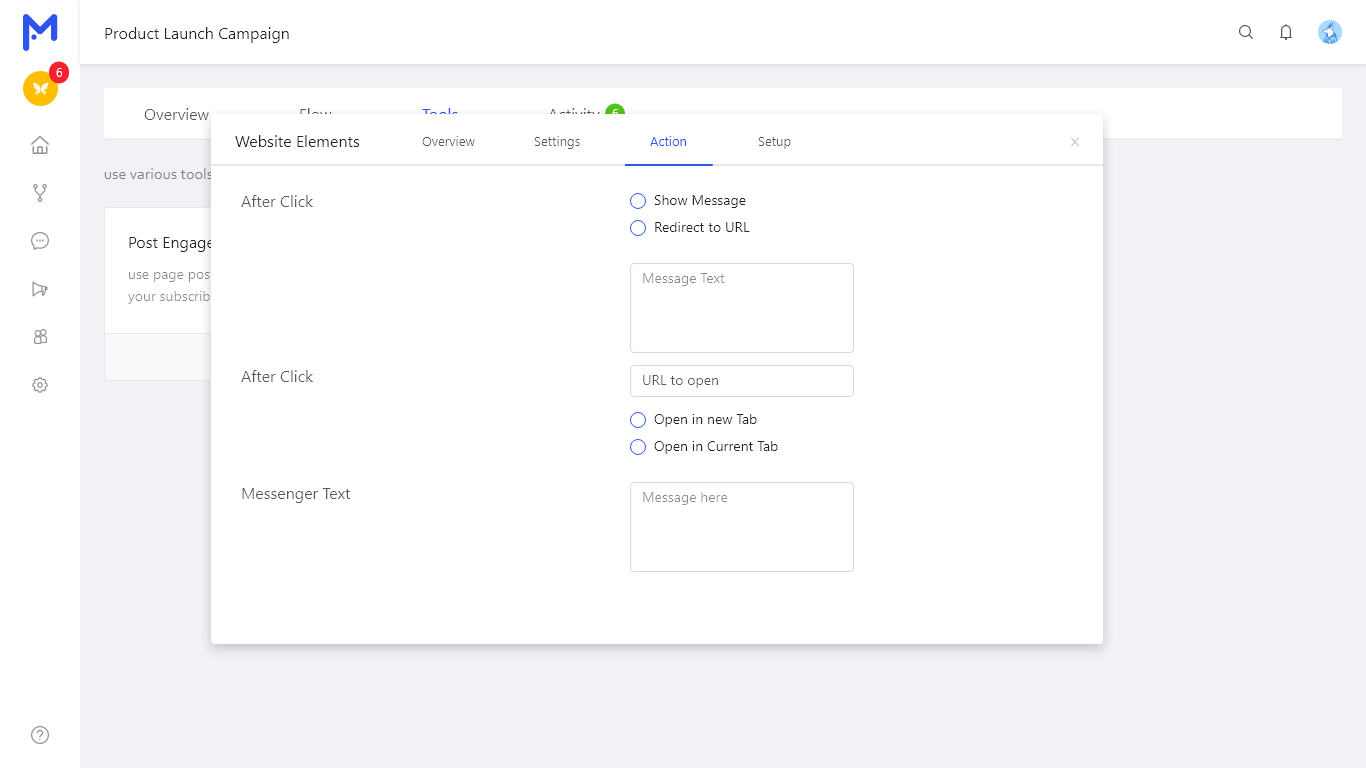 Product Launch Campaign
6
Overview
Flow
Tools
Activity 6
Website Elements
Overview
Settings
Action
Setup
use various tools
After Click
Show Message
Redirect to URL
Post Engage
use page pos
your subscrib
Message Text
After Click
URL to open
Open in new Tab
Open in Current Tab
Messenger Text
Message here